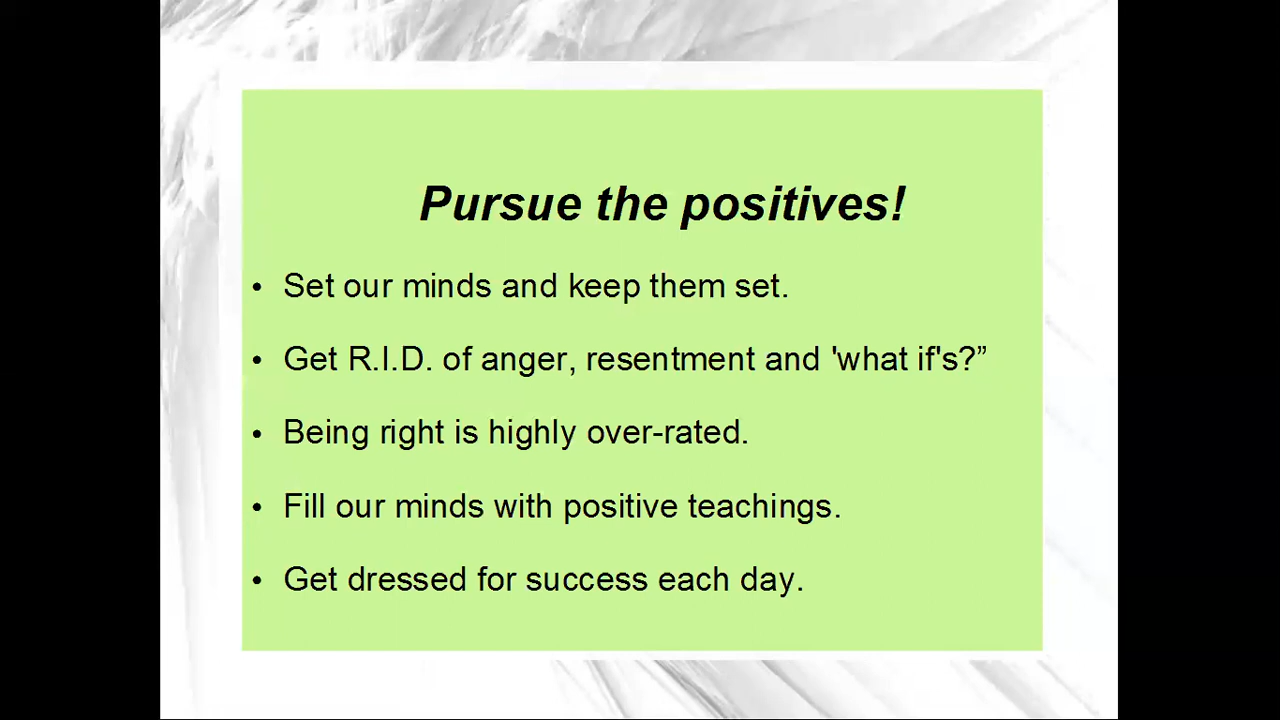 Pursue the positives!
• Set our minds and keep them set.
• Get R.I.D. of anger, resentment and 'what if's?”
• Being right is highly over-rated.
• Fill our minds with positive teachings.
• Get dressed for success each day.